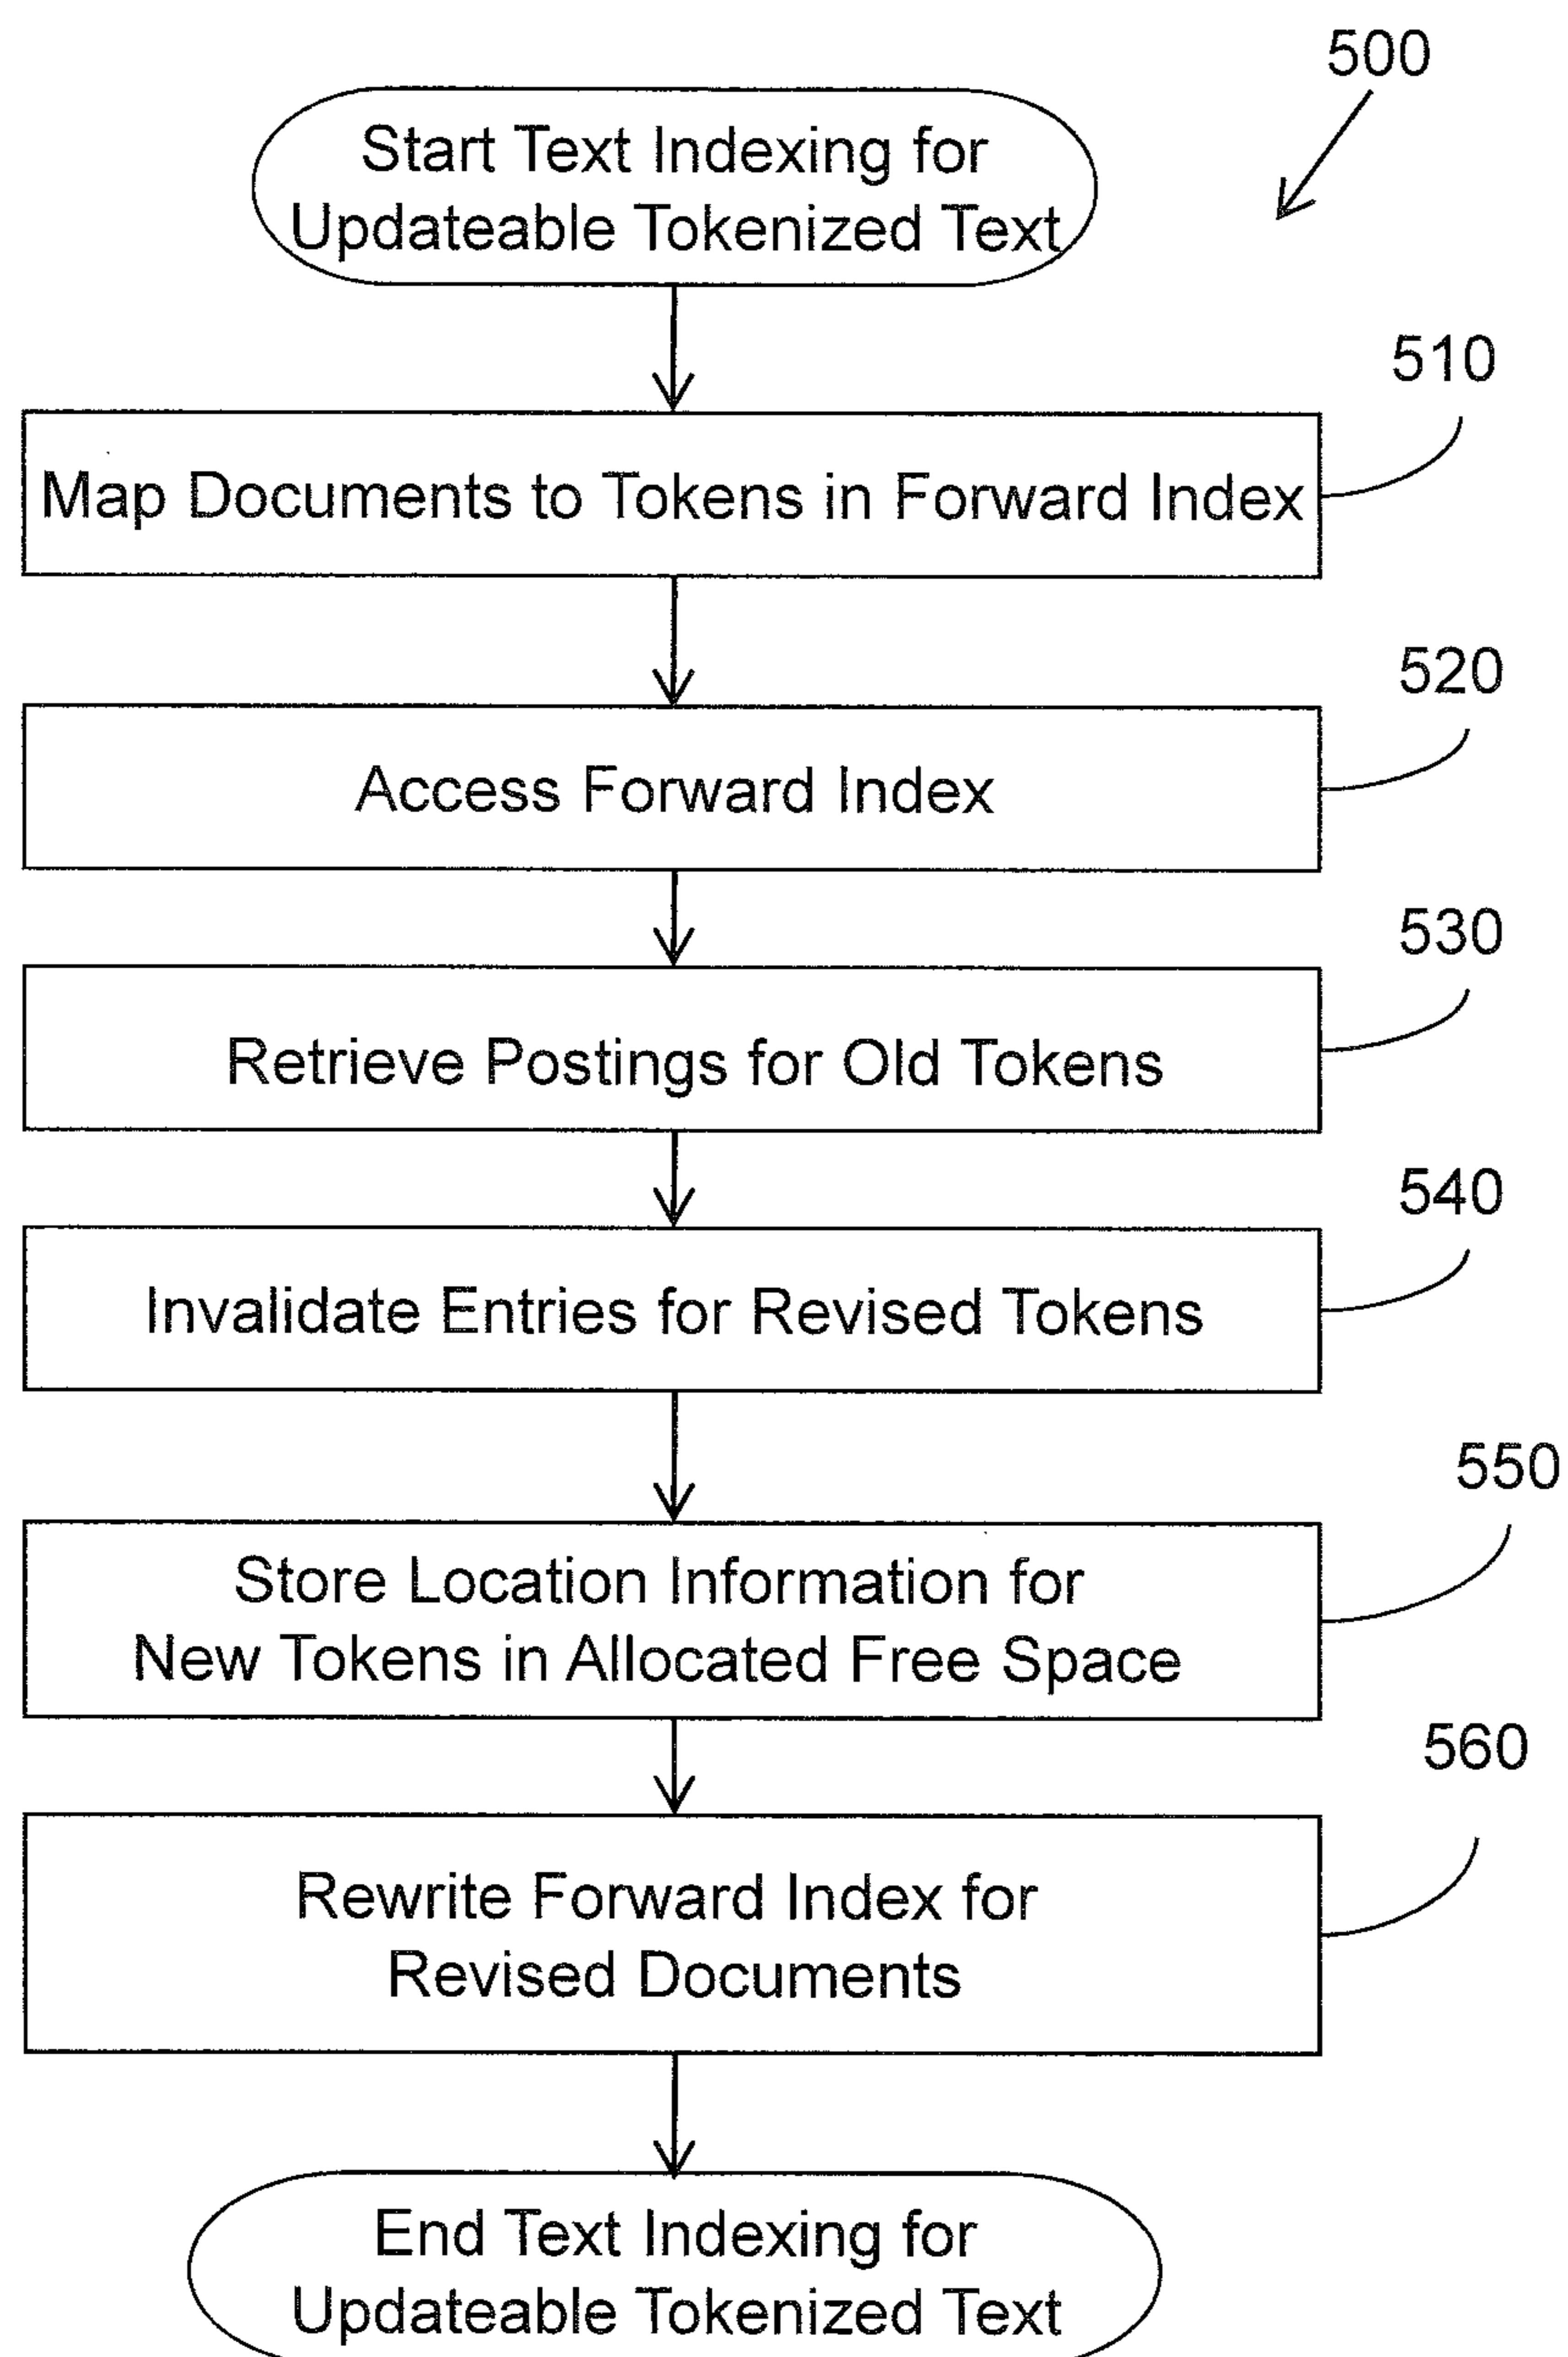 500
Start Text Indexing for
Updateable Tokenized Text
510
Map Documents to Tokens in Forward Index
520
Access Forward Index
530
Retrieve Postings for Old Tokens
540
Invalidate Entries for Revised Tokens
550
Store Location Information for
New Tokens in Allocated Free Space
560
Rewrite Forward Index for
Revised Documents
End Text Indexing for
Updateable Tokenized Text